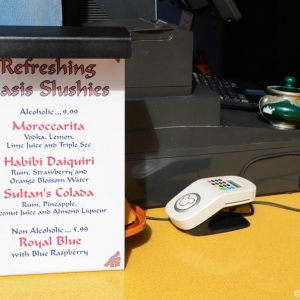 Refreshing
asis Slushies
Alcoholic... 9.99
Moroccarita
Vodka, Lemon,
Lime Juice and Triple Sec
Habibi Daiquiri
Rum, Strawberry and
Orange Blossom Water
Sultan's Colada
Rum, Pineapple,
conut Juice and Almond Liqueur
Non Alcoholic ... 5.99
Royal Blue
with Blue Raspberry